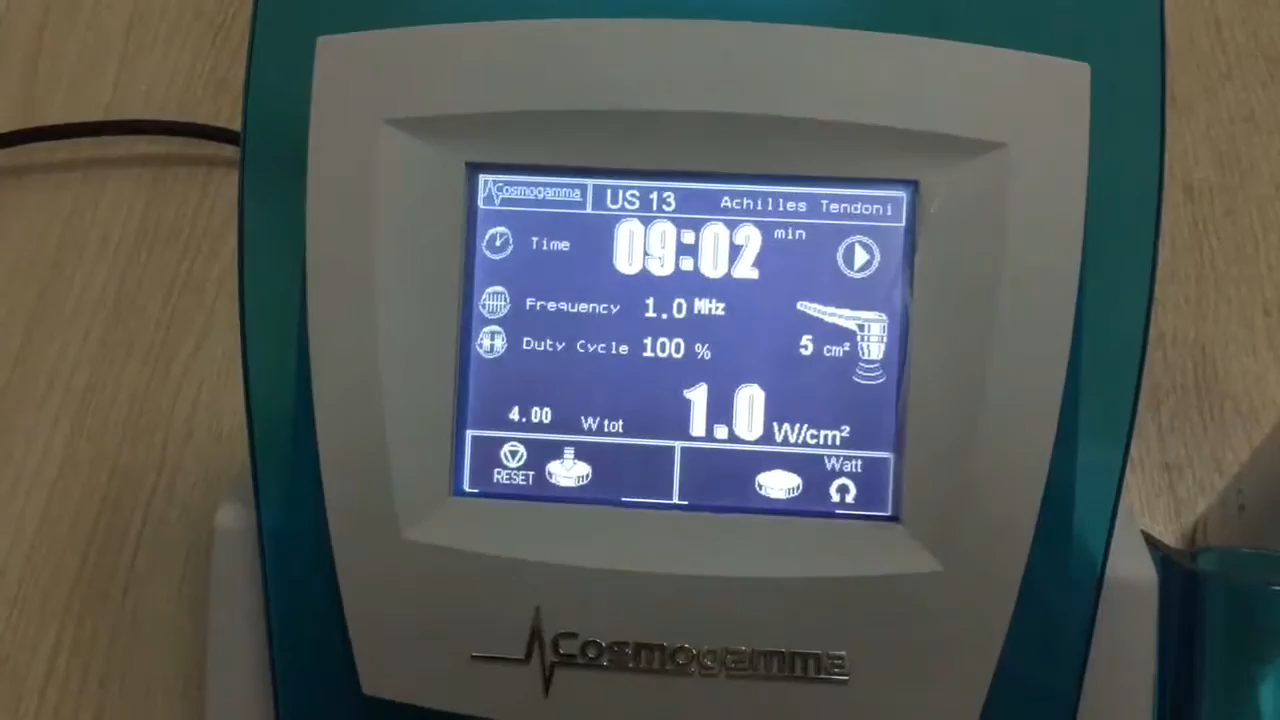 Cosmogamma US 13 Achilles Tendoni
Time 09:02 min
Frequency 1.0 MHz
Duty Cycle 100 %
5 cm²
4.00 W tot 1.0 W/cm²
RESET
Watt
Cosmogamma